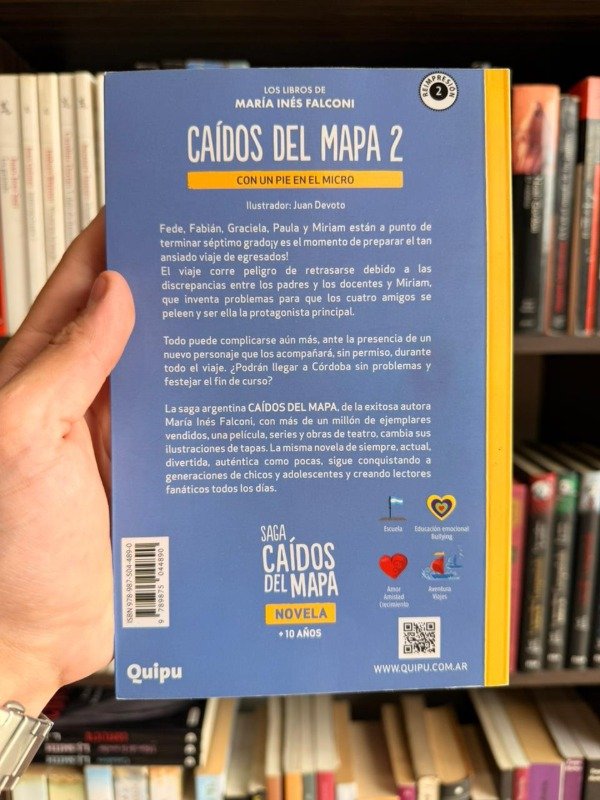 LOS LIBROS DE
MARÍA INÉS FALCONI
REIMPRESIÓN
2
CAÍDOS DEL MAPA 2
CON UN PIE EN EL MICRO
Ilustrador: Juan Devoto
Fede, Fabián, Graciela, Paula y Miriam están a punto de
terminar séptimo grado¡y es el momento de preparar el tan
ansiado viaje de egresados!
El viaje corre peligro de retrasarse debido a las
discrepancias entre los padres y los docentes y Miriam,
que inventa problemas para que los cuatro amigos se
peleen y ser ella la protagonista principal.
Todo puede complicarse aún más, ante la presencia de un
nuevo personaje que los acompañará, sin permiso, durante
todo el viaje. ¿Podrán llegar a Córdoba sin problemas y
festejar el fin de curso?
La saga argentina CAÍDOS DEL MAPA, de la exitosa autora
María Inés Falconi, con más de un millón de ejemplares
vendidos, una película, series y obras de teatro, cambia sus
ilustraciones de tapas. La misma novela de siempre, actual,
divertida, auténtica como pocas, sigue conquistando a
generaciones de chicos y adolescentes y creando lectores
fanáticos todos los días.
Escuela
Educación emocional
Bullying
Amor
Amistad
Crecimiento
Aventura
Viajes
SAGA
CAÍDOS
DEL MAPA
NOVELA
+ 10 AÑOS
ISBN 978-987-504-489-0
9 789875 044890
Quipu
WWW.QUIPU.COM.AR